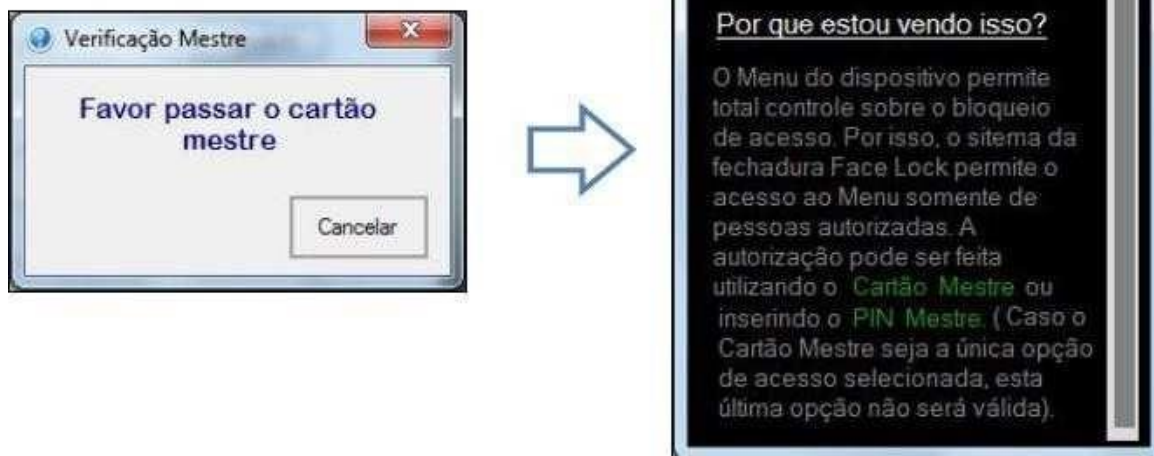 Verificação Mestre
Favor passar o cartão
mestre
Cancelar
Por que estou vendo isso?
O Menu do dispositivo permite
total controle sobre o bloqueio
de acesso. Por isso, o sitema da
fechadura Face Lock permite o
acesso ao Menu somente de
pessoas autorizadas. A
autorização pode ser feita
utilizando o Cartão Mestre ou
inserindo o PIN Mestre. ( Caso o
Cartão Mestre seja a única opção
de acesso selecionada, esta
última opção não será válida).